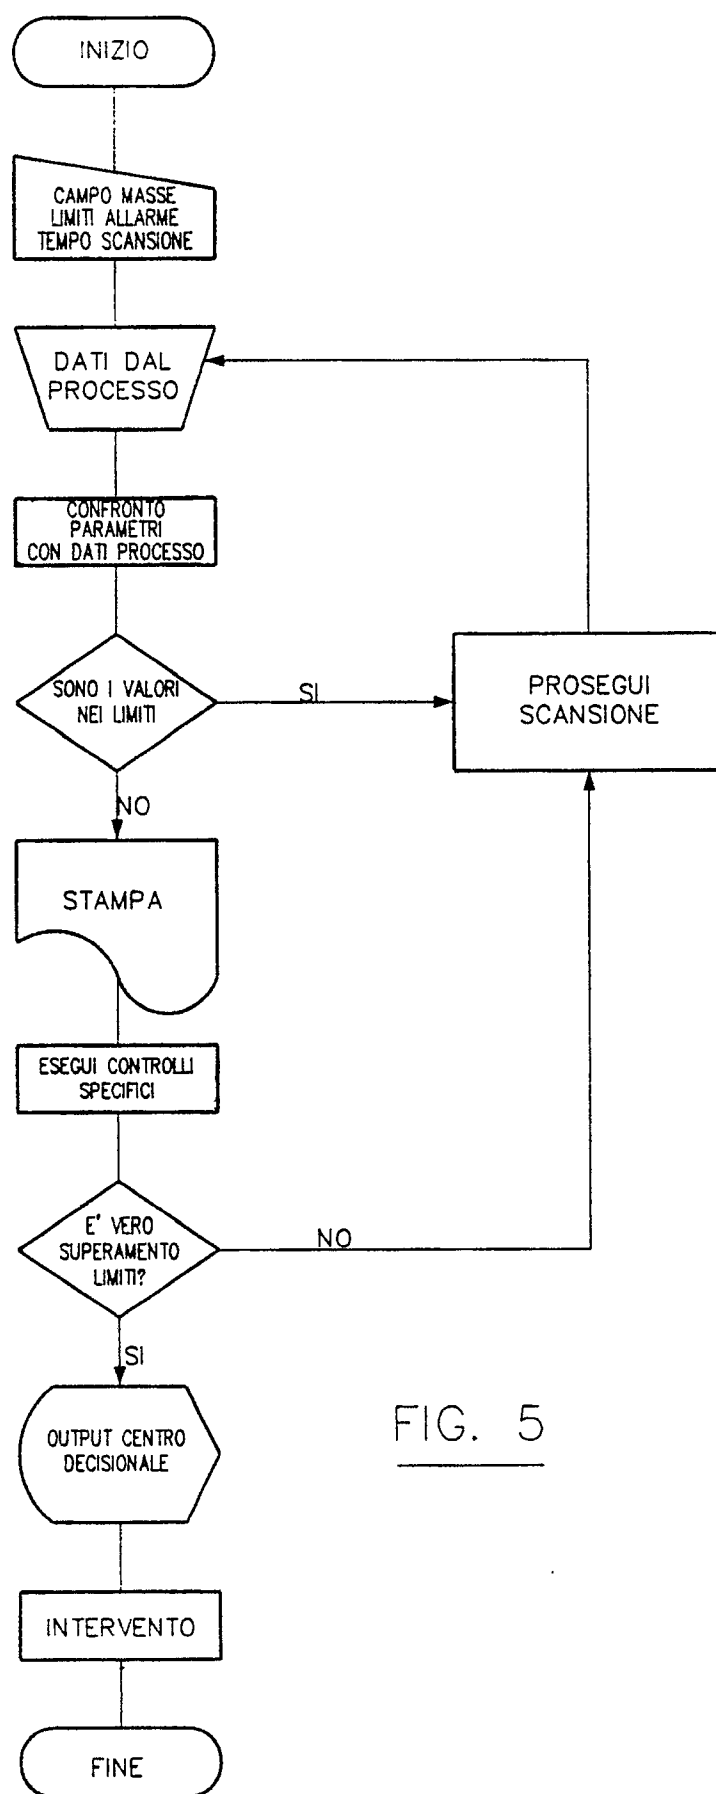 INIZIO
CAMPO MASSE
LIMITI ALLARME
TEMPO SCANSIONE
DATI DAL
PROCESSO
CONFRONTO
PARAMETRI
CON DATI PROCESSO
SONO I VALORI
NEI LIMITI
SI
PROSEGUI
SCANSIONE
NO
STAMPA
ESEGUI CONTROLLI
SPECIFICI
E' VERO
SUPERAMENTO
LIMITI?
NO
SI
OUTPUT CENTRO
DECISIONALE
FIG. 5
INTERVENTO
FINE